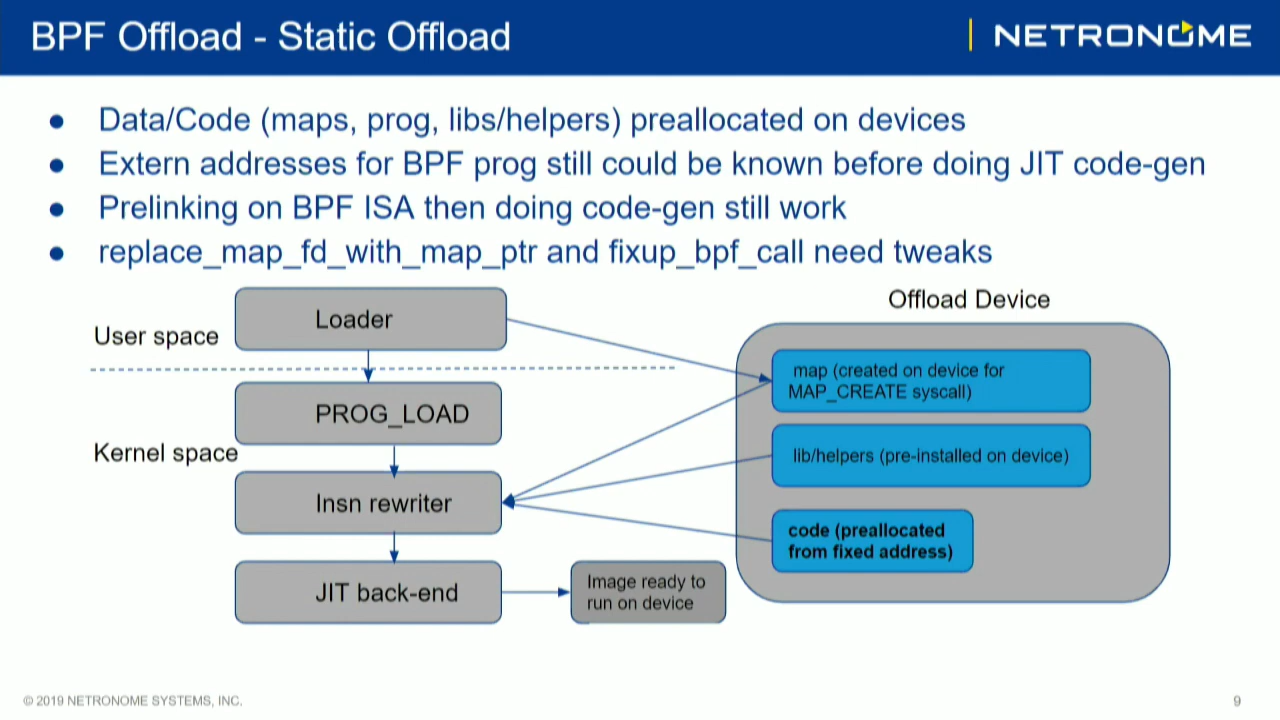 BPF Offload - Static Offload
NETRONOME
● Data/Code (maps, prog, libs/helpers) preallocated on devices
● Extern addresses for BPF prog still could be known before doing JIT code-gen
● Prelinking on BPF ISA then doing code-gen still work
● replace_map_fd_with_map_ptr and fixup_bpf_call need tweaks
Offload Device
Loader
User space
map (created on device for
MAP_CREATE syscall)
PROG_LOAD
Kernel space
lib/helpers (pre-installed on device)
Insn rewriter
code (preallocated
from fixed address)
JIT back-end
Image ready to
run on device
© 2019 NETRONOME SYSTEMS, INC.
9